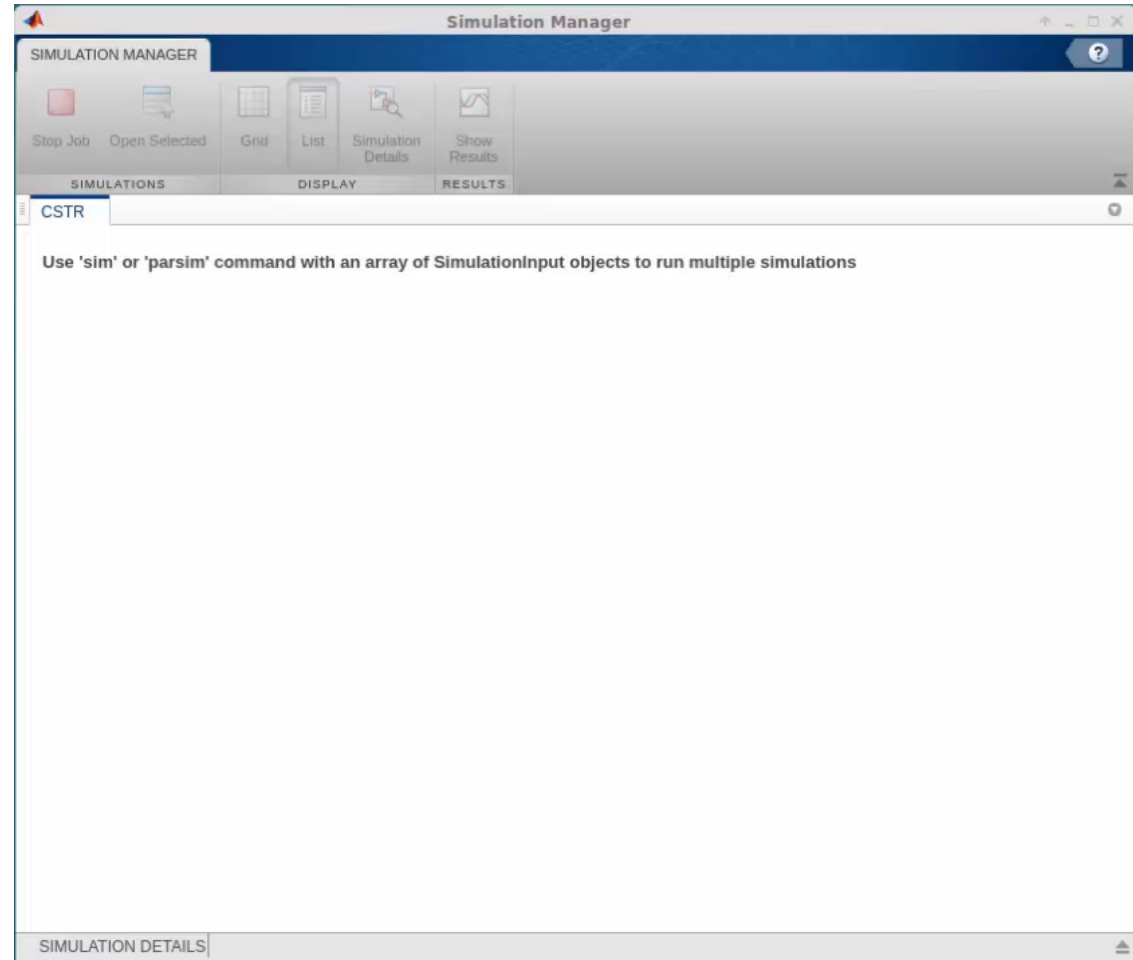 Simulation Manager
SIMULATION MANAGER
?
Stop Job
Open Selected
Grid
List
Simulation
Details
Show
Results
SIMULATIONS
DISPLAY
RESULTS
CSTR
Use 'sim' or 'parsim' command with an array of SimulationInput objects to run multiple simulations
SIMULATION DETAILS